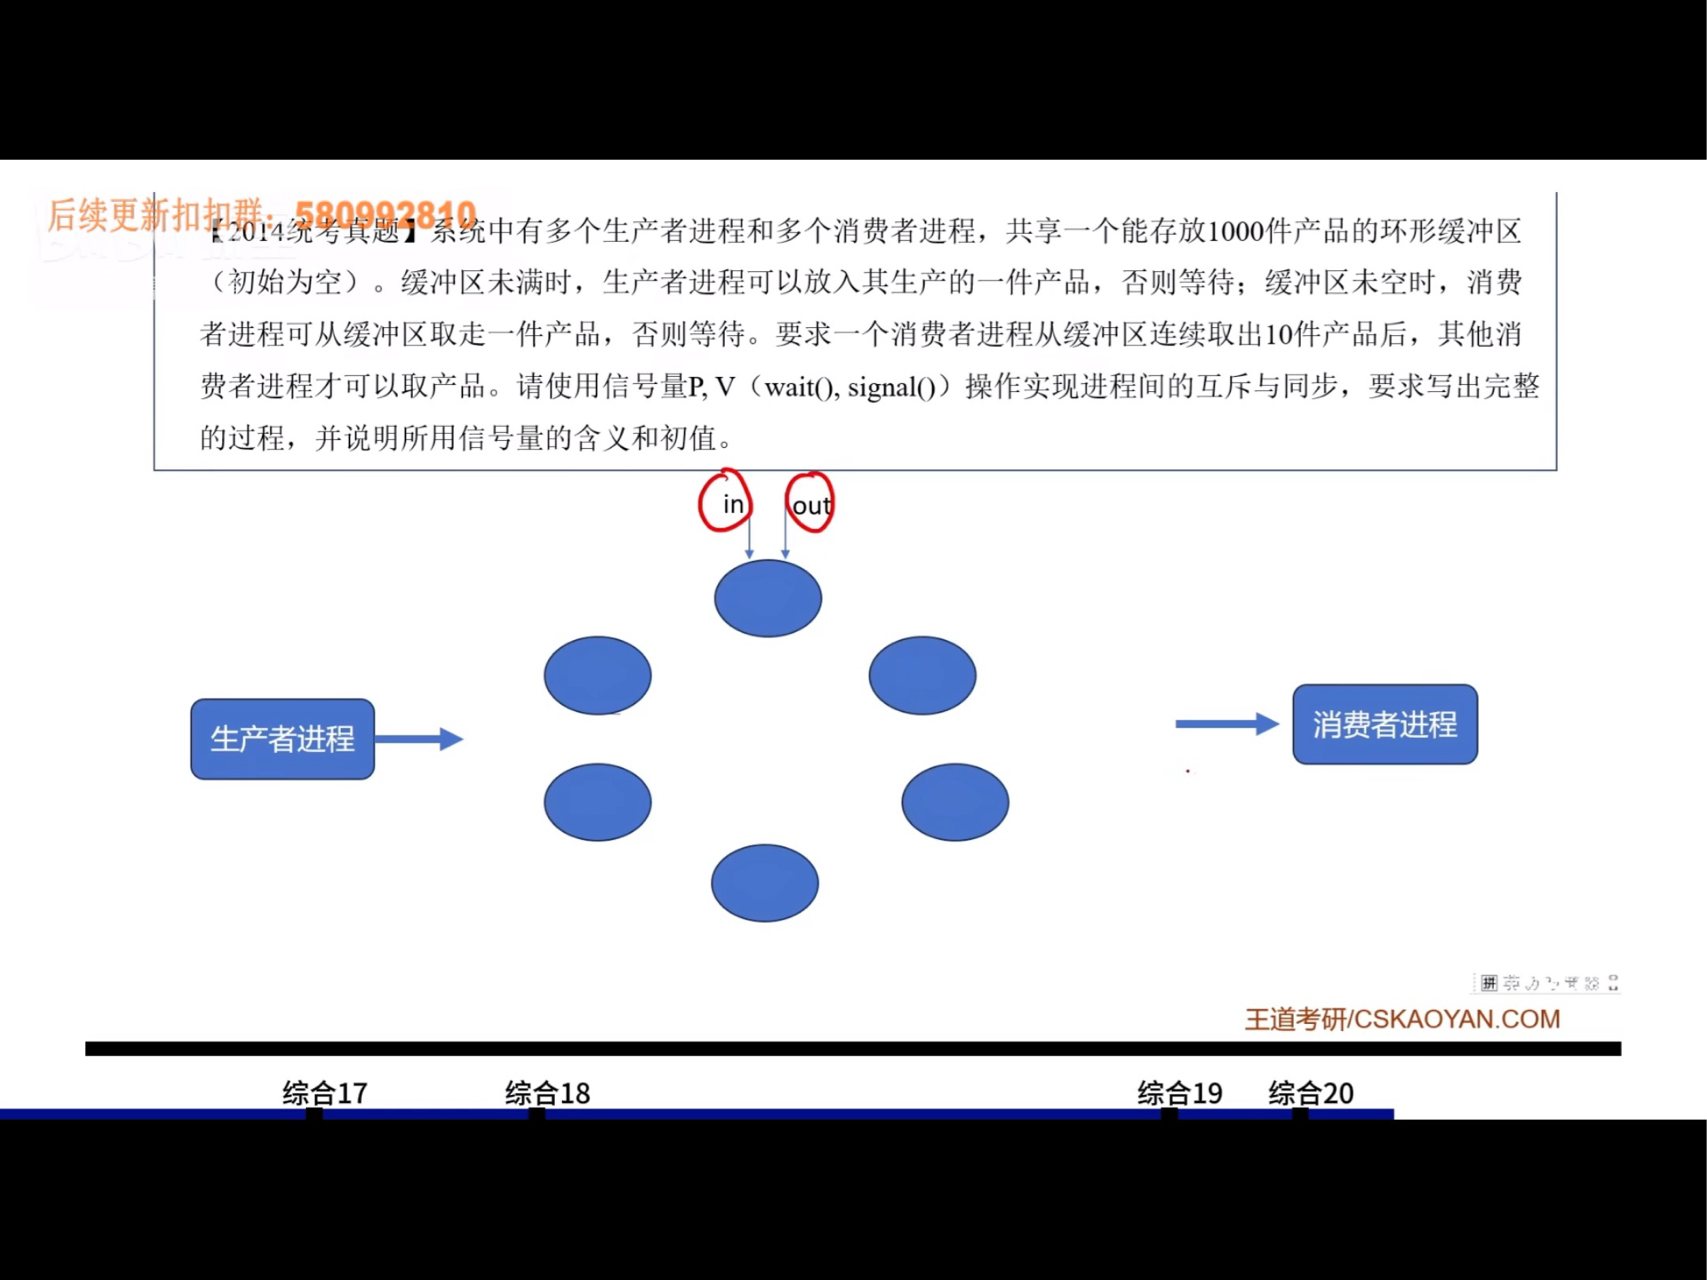 后续更新扣扣群：580992810
【2014统考真题】系统中有多个生产者进程和多个消费者进程，共享一个能存放1000件产品的环形缓冲区
（初始为空）。缓冲区未满时，生产者进程可以放入其生产的一件产品，否则等待；缓冲区未空时，消费
者进程可从缓冲区取走一件产品，否则等待。要求一个消费者进程从缓冲区连续取出10件产品后，其他消
费者进程才可以取产品。请使用信号量P, V（wait(), signal()）操作实现进程间的互斥与同步，要求写出完整
的过程，并说明所用信号量的含义和初值。
in out
生产者进程
消费者进程
拼
王道考研/CSKAOYAN.COM
综合17 综合18 综合19 综合20